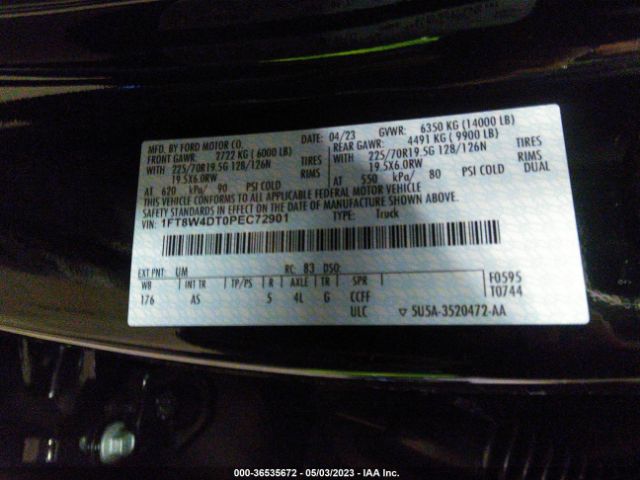 MFD. BY FORD MOTOR CO.
DATE: 04/23 GVWR: 6350 KG (14000 LB)
FRONT GAWR: 2722 KG (6000 LB)
REAR GAWR: 4491 KG (9900 LB)
WITH 225/70R19.5G 128/126N TIRES
WITH 225/70R19.5G 128/126N TIRES
19.5X6.0RW RIMS
19.5X6.0RW RIMS
AT 620 kPa/ 90 PSI COLD
AT 550 kPa/ 80 PSI COLD DUAL
THIS VEHICLE CONFORMS TO ALL APPLICABLE FEDERAL MOTOR VEHICLE
SAFETY STANDARDS IN EFFECT ON THE DATE OF MANUFACTURE SHOWN ABOVE.
VIN: 1FT8W4DT0PEC72901
TYPE: Truck
EXT PNT: UM RC: 83 DSO:
WB INT TR TP/PS R AXLE TR SPR
176 AS 5 4L G CCFF
ULC
F0595
T0744
▽ 5U5A-3520472-AA
000-36535672 - 05/03/2023 - IAA Inc.